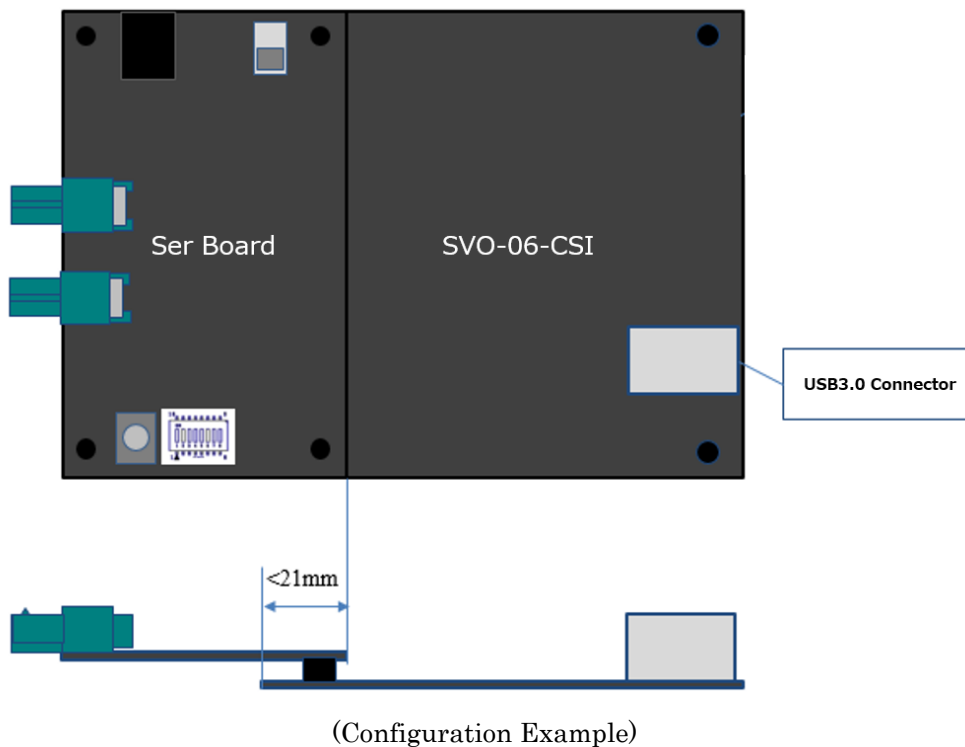 Ser Board
SVO-06-CSI
USB3.0 Connector
<21mm
(Configuration Example)